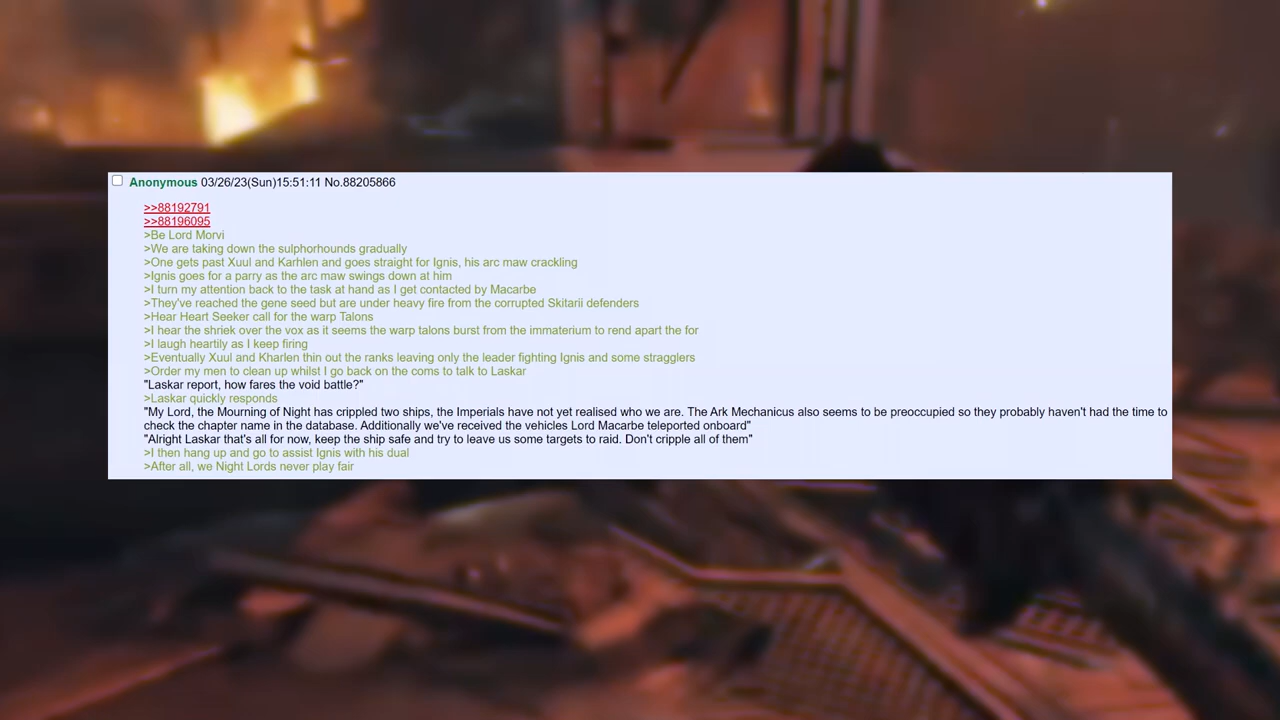 Anonymous 03/26/23(Sun)15:51:11 No.88205866
>>88192791
>>88196095
>Be Lord Morvi
>We are taking down the sulphorhounds gradually
>One gets past Xuul and Karhlen and goes straight for Ignis, his arc maw crackling
>Ignis goes for a parry as the arc maw swings down at him
>I turn my attention back to the task at hand as I get contacted by Macarbe
>They've reached the gene seed but are under heavy fire from the corrupted Skitarii defenders
>Hear Heart Seeker call for the warp Talons
>I hear the shriek over the vox as it seems the warp talons burst from the immaterium to rend apart the for
>I laugh heartily as I keep firing
>Eventually Xuul and Kharlen thin out the ranks leaving only the leader fighting Ignis and some stragglers
>Order my men to clean up whilst I go back on the coms to talk to Laskar
"Laskar report, how fares the void battle?"
>Laskar quickly responds
"My Lord, the Mourning of Night has crippled two ships, the Imperials have not yet realised who we are. The Ark Mechanicus also seems to be preoccupied so they probably haven't had the time to
check the chapter name in the database. Additionally we've received the vehicles Lord Macarbe teleported onboard"
"Alright Laskar that's all for now, keep the ship safe and try to leave us some targets to raid. Don't cripple all of them"
>I then hang up and go to assist Ignis with his dual
>After all, we Night Lords never play fair